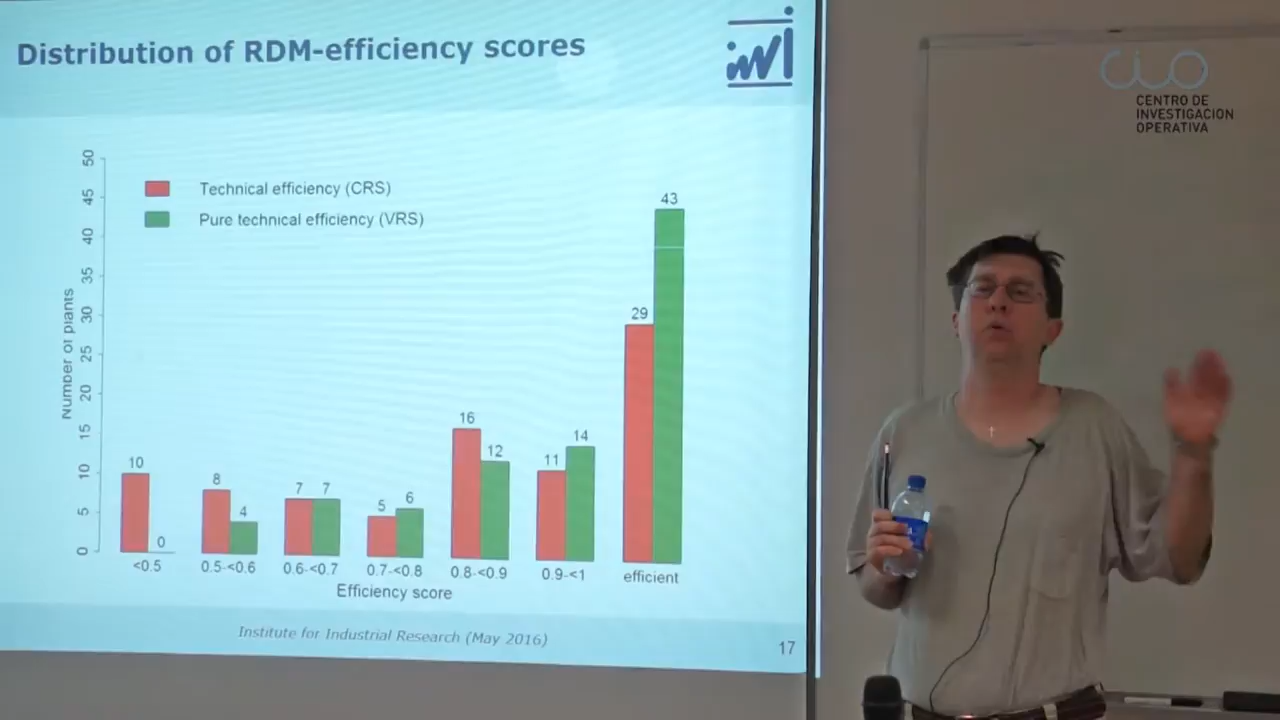 Distribution of RDM-efficiency scores
iwi
CIO
CENTRO DE
INVESTIGACION
OPERATIVA
Technical efficiency (CRS)
Pure technical efficiency (VRS)
Number of plants
50
45
40
35
30
25
20
15
10
5
0
10
0
8
4
7
7
5
6
16
12
11
14
29
43
<0.5
0.5-<0.6
0.6-<0.7
0.7-<0.8
0.8-<0.9
0.9-<1
efficient
Efficiency score
Institute for Industrial Research (May 2016)
17